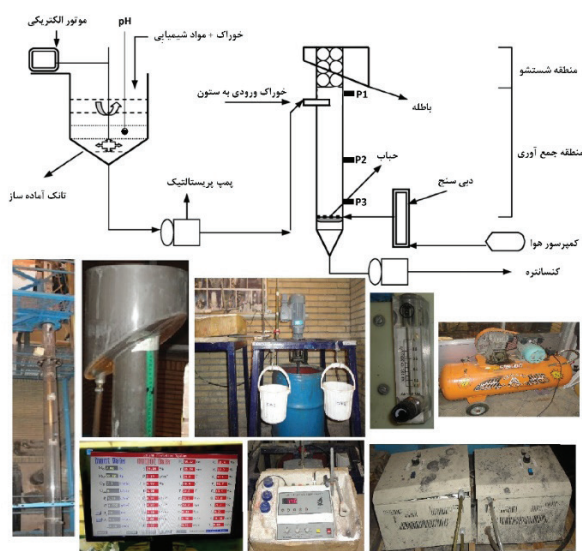 موتور الکتریکی
pH
خوراک + مواد شیمیایی
خوراک ورودی به ستون
تانک آماده ساز
پمپ پریستالتیک
P1
P2
P3
باطله
حباب
دبی سنج
منطقه شستشو
منطقه جمع آوری
کمپرسور هوا
کنسانتره